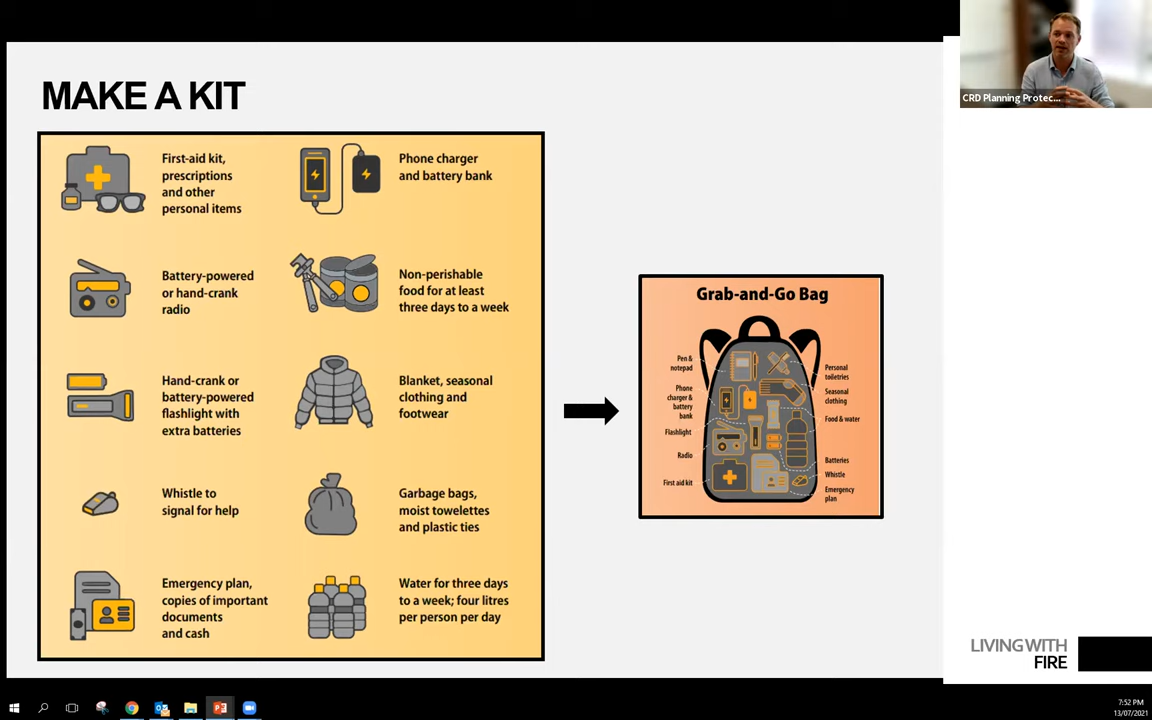 MAKE A KIT
First-aid kit,
prescriptions
and other
personal items
Phone charger
and battery bank
Battery-powered
or hand-crank
radio
Non-perishable
food for at least
three days to a week
Hand-crank or
battery-powered
flashlight with
extra batteries
Blanket, seasonal
clothing and
footwear
Whistle to
signal for help
Garbage bags,
moist towelettes
and plastic ties
Emergency plan,
copies of important
documents
and cash
Water for three days
to a week; four litres
per person per day
Grab-and-Go Bag
Pen &
notepad
Phone
charger &
battery
bank
Flashlight
Radio
First aid kit
Personal
toiletries
Seasonal
clothing
Food & water
Batteries
Whistle
Emergency
plan
CRD Planning Protec...
LIVING WITH
FIRE
7:52 PM
13/07/2021